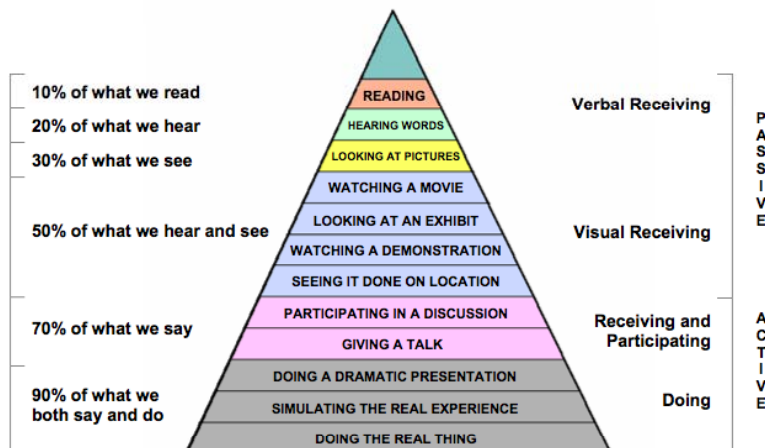 10% of what we read
READING
Verbal Receiving
20% of what we hear
HEARING WORDS
30% of what we see
LOOKING AT PICTURES
PASSIVE
WATCHING A MOVIE
50% of what we hear and see
LOOKING AT AN EXHIBIT
Visual Receiving
WATCHING A DEMONSTRATION
SEEING IT DONE ON LOCATION
70% of what we say
PARTICIPATING IN A DISCUSSION
Receiving and
Participating
GIVING A TALK
ACTIVE
90% of what we
both say and do
DOING A DRAMATIC PRESENTATION
SIMULATING THE REAL EXPERIENCE
Doing
DOING THE REAL THING